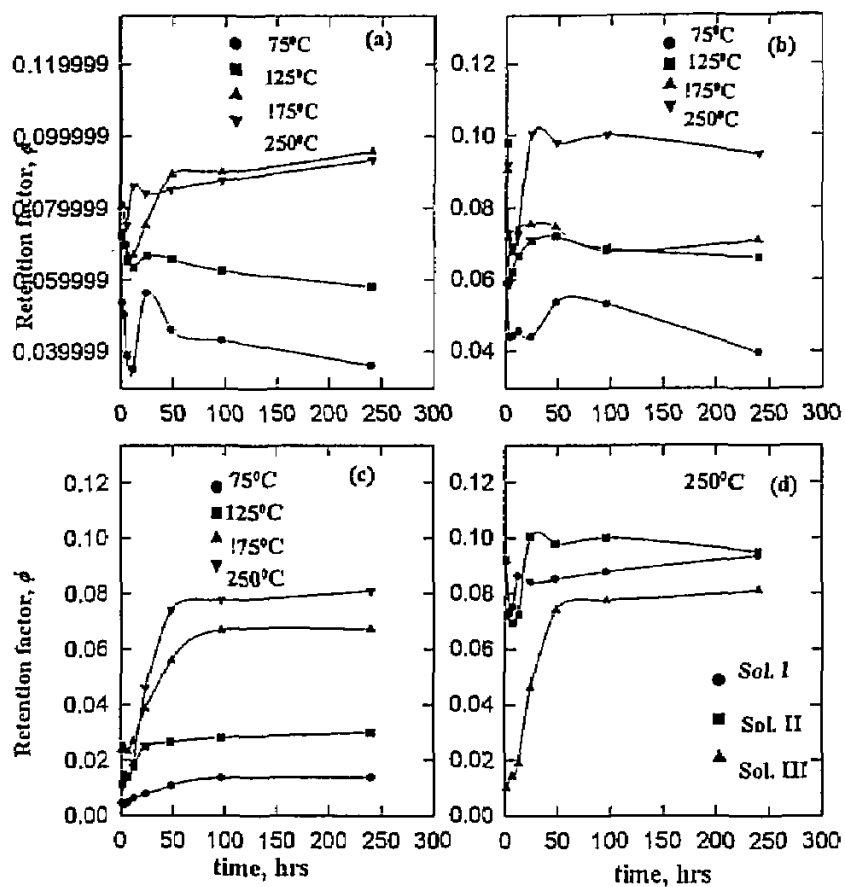 (a)
75°C
125°C
!75°C
250°C
0.119999
0.099999
0.079999
0.059999
0.039999
Retention factor, ϕ
0 50 100 150 200 250 300
(b)
75°C
125°C
!75°C
250°C
0.12
0.10
0.08
0.06
0.04
0 50 100 150 200 250 300
(c)
75°C
125°C
!75°C
250°C
0.12
0.10
0.08
0.06
0.04
0.02
0.00
Retention factor, ϕ
0 50 100 150 200 250 300
time, hrs
250°C (d)
0.12
0.10
0.08
0.06
0.04
0.02
0.00
Sol. I
Sol. II
Sol. III
0 50 100 150 200 250 300
time, hrs